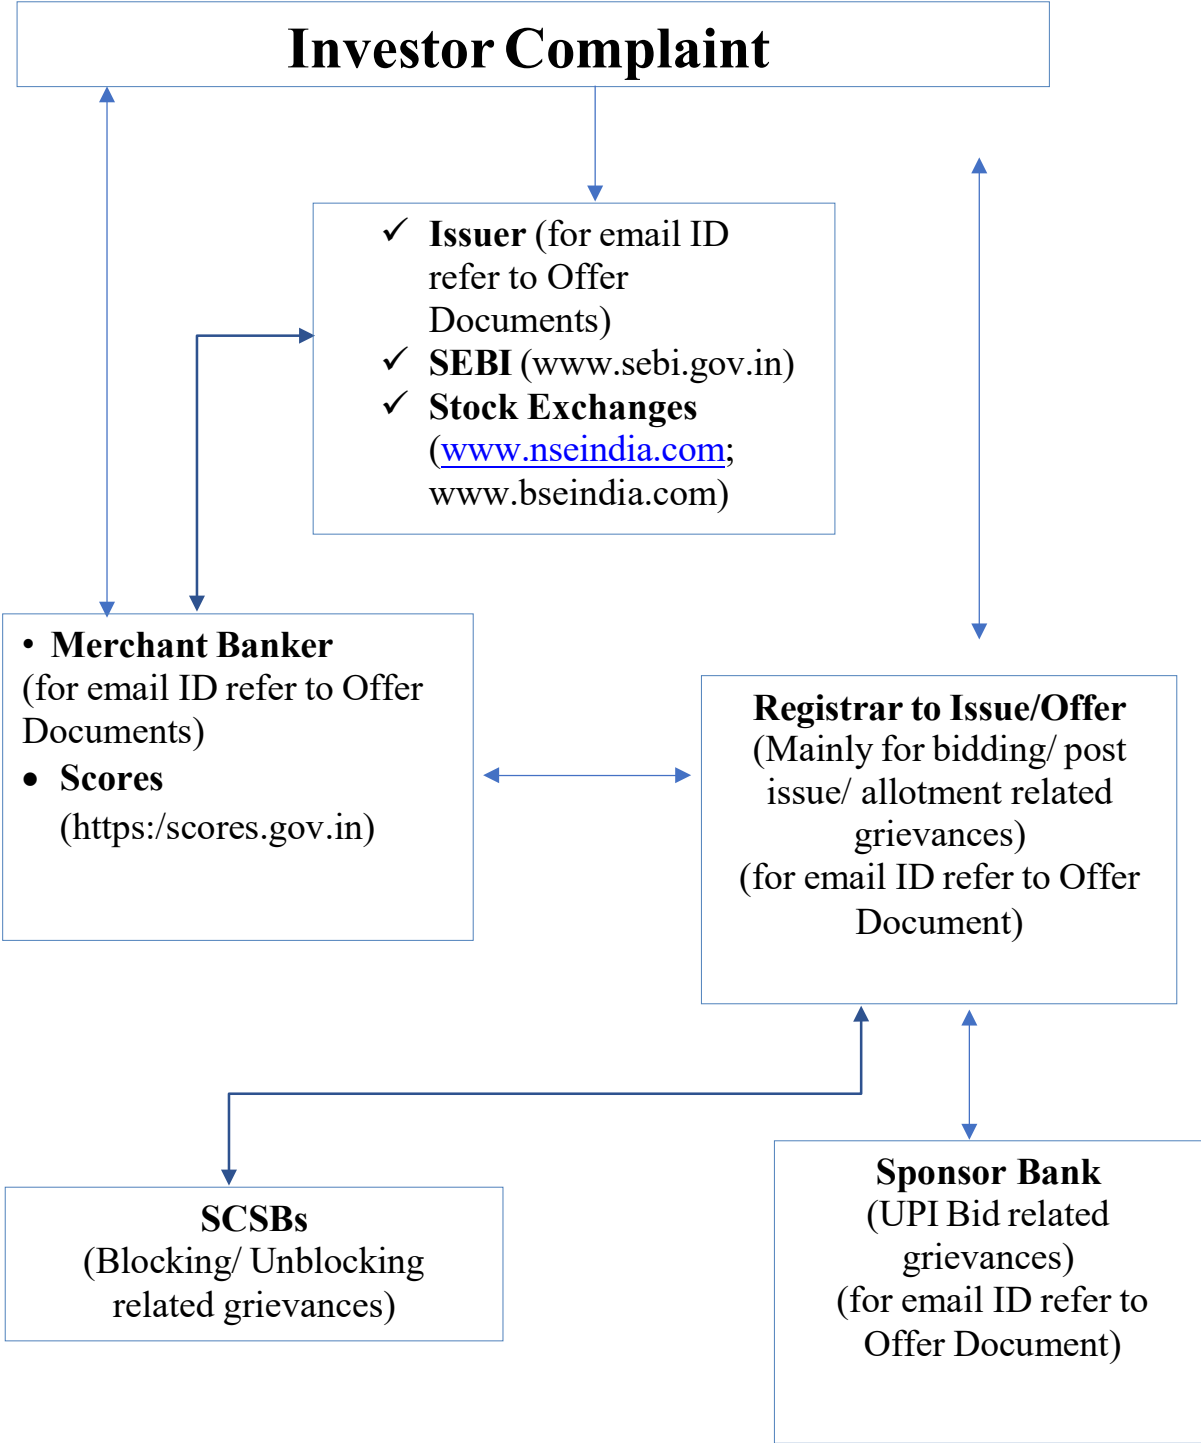 Investor Complaint
✓ Issuer (for email ID
refer to Offer
Documents)
✓ SEBI (www.sebi.gov.in)
✓ Stock Exchanges
(www.nseindia.com;
www.bseindia.com)
• Merchant Banker
(for email ID refer to Offer
Documents)
• Scores
(https:/scores.gov.in)
Registrar to Issue/Offer
(Mainly for bidding/ post
issue/ allotment related
grievances)
(for email ID refer to Offer
Document)
SCSBs
(Blocking/ Unblocking
related grievances)
Sponsor Bank
(UPI Bid related
grievances)
(for email ID refer to
Offer Document)